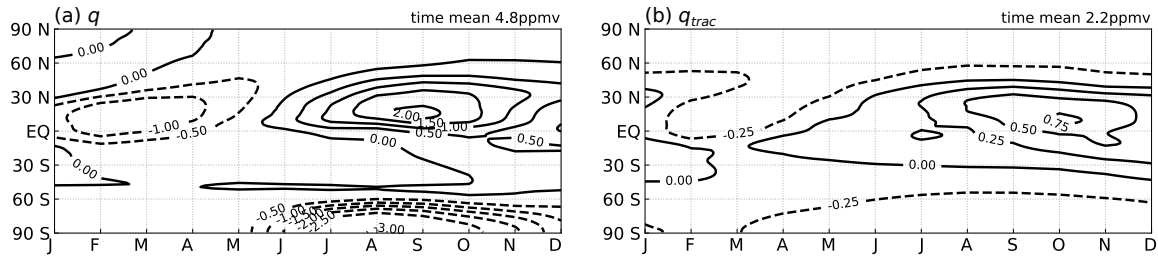 (a) q
time mean 4.8ppmv
90 N
60 N
30 N
EQ
30 S
60 S
90 S
0.00
0.00
-1.00
-0.50
0.00
2.00
1.50
1.00
0.50
0.50
0.00
-0.50
-1.00
-1.50
-2.00
-2.50
-3.00
J F M A M J J A S O N D
(b) q_trac
time mean 2.2ppmv
90 N
60 N
30 N
EQ
30 S
60 S
90 S
-0.25
0.75
0.50
0.25
0.00
0.00
-0.25
J F M A M J J A S O N D